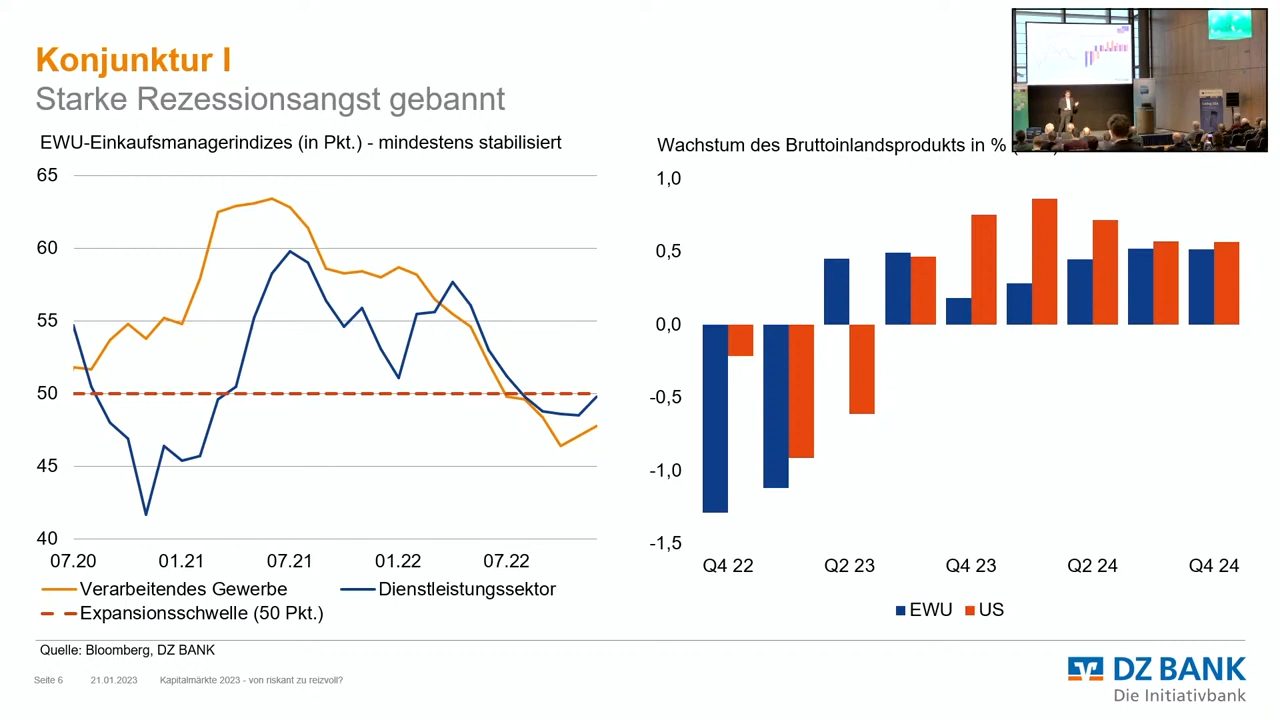 Konjunktur I
Starke Rezessionsangst gebannt
EWU-Einkaufsmanagerindizes (in Pkt.) - mindestens stabilisiert
65
60
55
50
45
40
07.20 01.21 07.21 01.22 07.22
Verarbeitendes Gewerbe Dienstleistungssektor
Expansionsschwelle (50 Pkt.)
Wachstum des Bruttoinlandsprodukts in %
1,0
0,5
0,0
-0,5
-1,0
-1,5
Q4 22 Q2 23 Q4 23 Q2 24 Q4 24
EWU US
Quelle: Bloomberg, DZ BANK
Seite 6 21.01.2023 Kapitalmärkte 2023 - von riskant zu reizvoll?
DZ BANK
Die Initiativbank